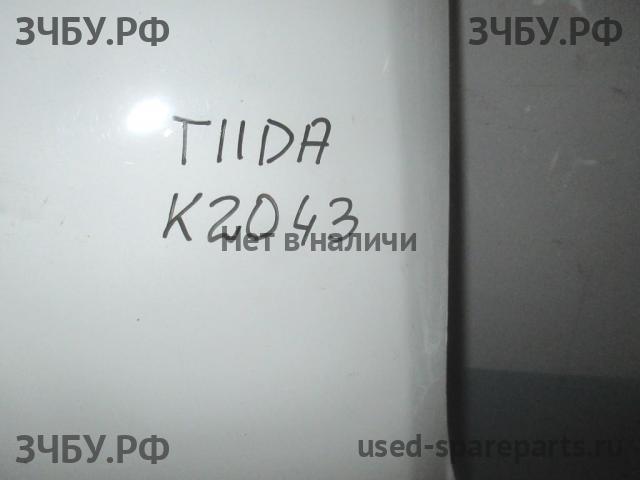 ЗЧБУ.РФ ЗЧБУ.РФ
TIIDA
K2043
нет в наличи
ЗЧБУ.РФ used-spareparts.ru